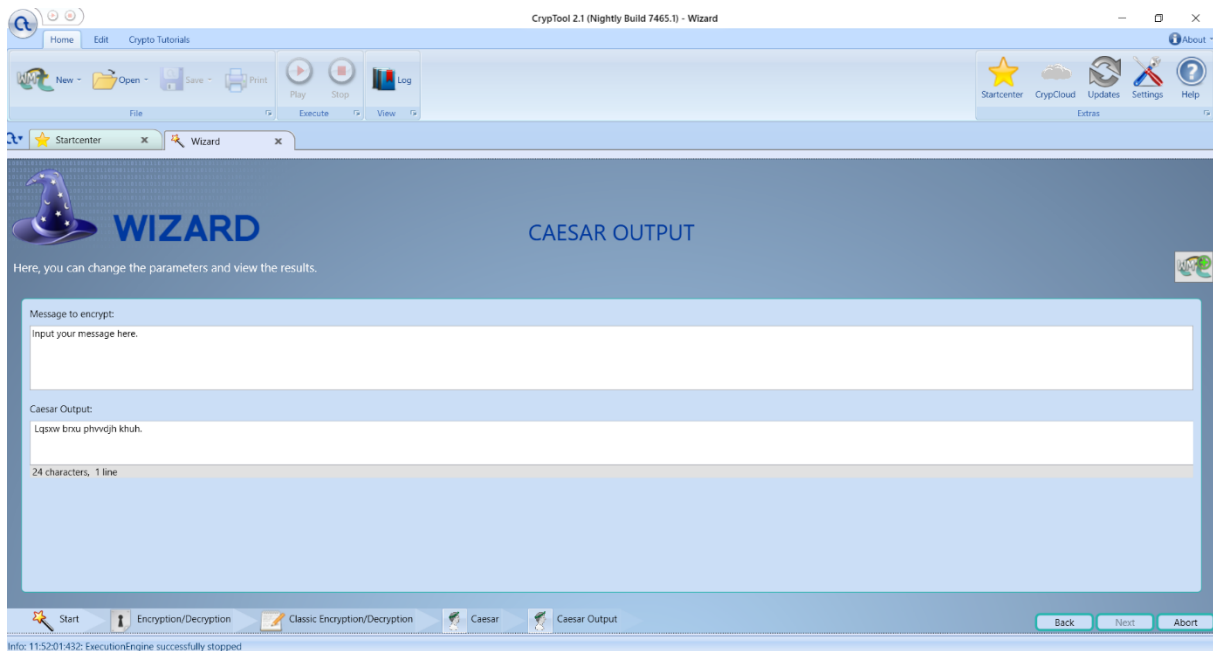 CrypTool 2.1 (Nightly Build 7465.1) - Wizard
Home Edit Crypto Tutorials About
New Open Save Print Play Stop Log Startcenter CrypCloud Updates Settings Help
File Execute View Extras
Startcenter Wizard
WIZARD
CAESAR OUTPUT
Here, you can change the parameters and view the results.
Message to encrypt:
Input your message here.
Caesar Output:
Lqsxw brxu phvvdjh khuh.
24 characters, 1 line
Start Encryption/Decryption Classic Encryption/Decryption Caesar Caesar Output Back Next Abort
Info: 11:52:01:432: ExecutionEngine successfully stopped